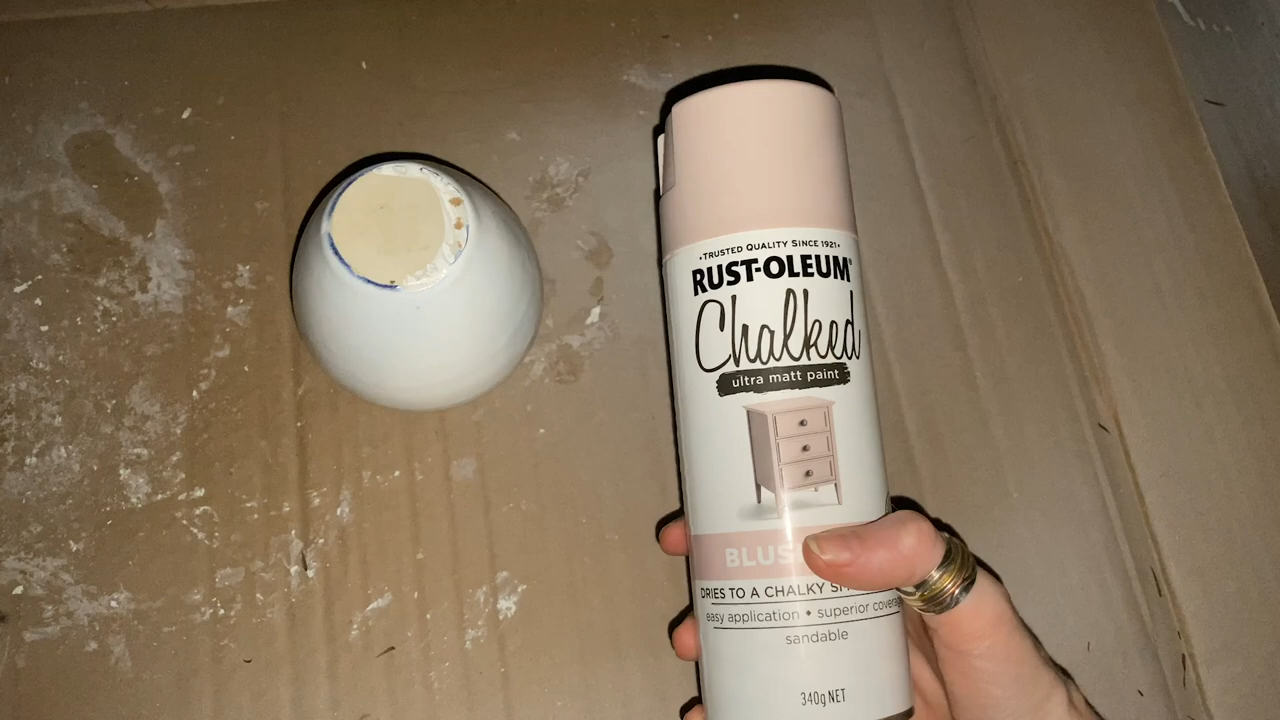 •TRUSTED QUALITY SINCE 1921•
RUST-OLEUM®
Chalked
ultra matt paint
BLUS
DRIES TO A CHALKY
easy application • superior
sandable
340g NET